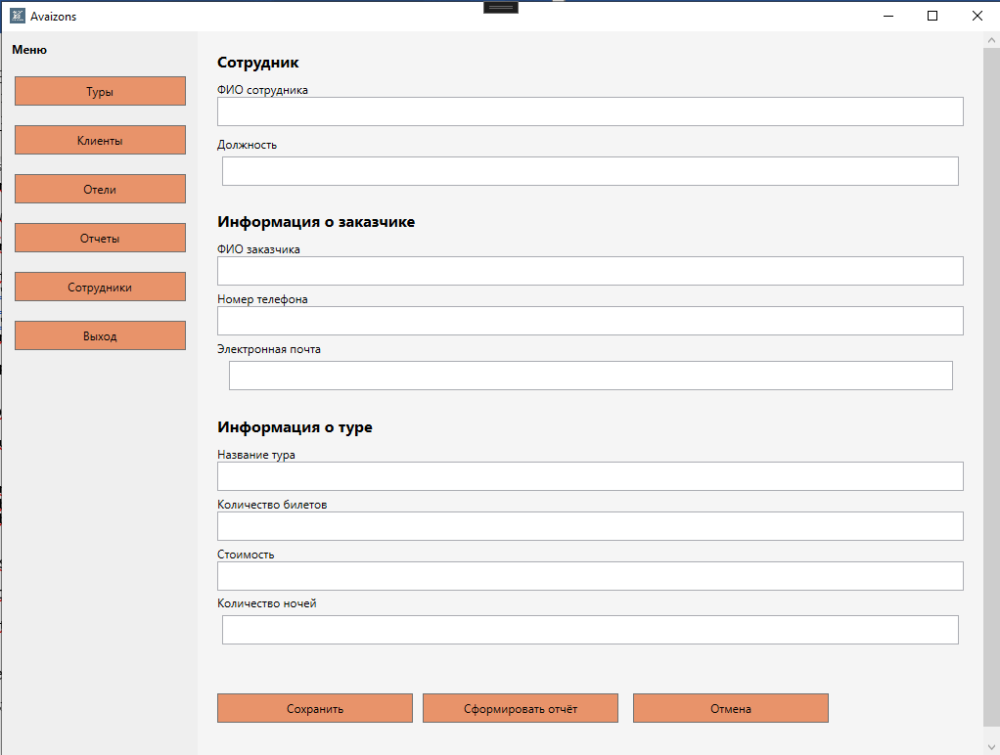 Avaizons
Меню
Туры
Клиенты
Отели
Отчеты
Сотрудники
Выход
Сотрудник
ФИО сотрудника
Должность
Информация о заказчике
ФИО заказчика
Номер телефона
Электронная почта
Информация о туре
Название тура
Количество билетов
Стоимость
Количество ночей
Сохранить
Сформировать отчёт
Отмена